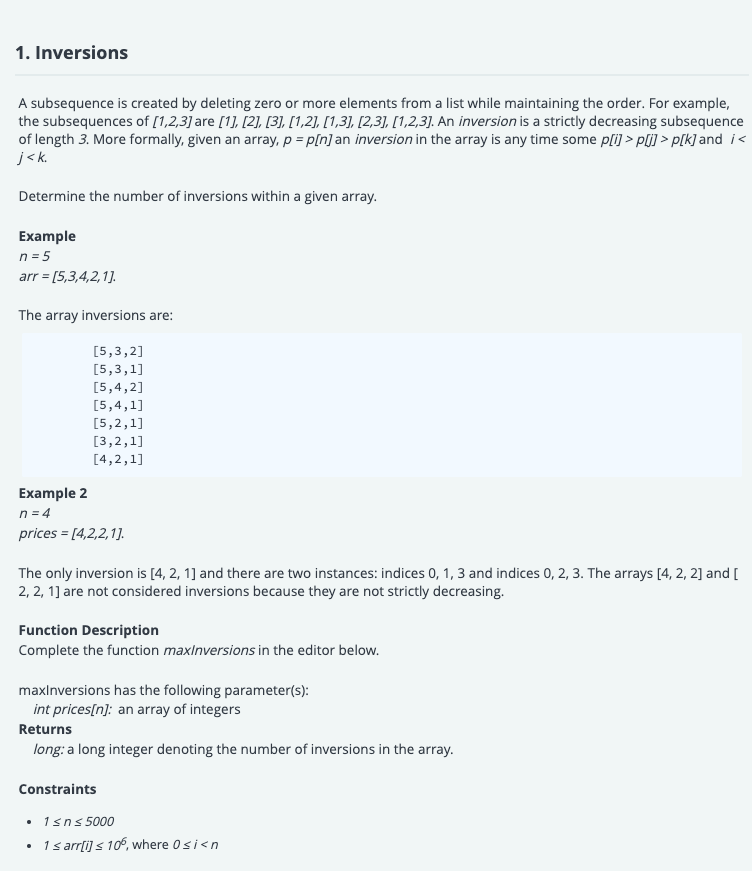 1. Inversions
A subsequence is created by deleting zero or more elements from a list while maintaining the order. For example,
the subsequences of [1,2,3] are [1], [2], [3], [1,2], [1,3], [2,3], [1,2,3]. An inversion is a strictly decreasing subsequence
of length 3. More formally, given an array, p = p[n] an inversion in the array is any time some p[i] > p[j] > p[k] and i <
j < k.
Determine the number of inversions within a given array.
Example
n = 5
arr = [5,3,4,2,1].
The array inversions are:
[5,3,2]
[5,3,1]
[5,4,2]
[5,4,1]
[5,2,1]
[3,2,1]
[4,2,1]
Example 2
n = 4
prices = [4,2,2,1].
The only inversion is [4, 2, 1] and there are two instances: indices 0, 1, 3 and indices 0, 2, 3. The arrays [4, 2, 2] and [
2, 2, 1] are not considered inversions because they are not strictly decreasing.
Function Description
Complete the function maxInversions in the editor below.
maxInversions has the following parameter(s):
int prices[n]: an array of integers
Returns
long: a long integer denoting the number of inversions in the array.
Constraints
• 1 ≤ n ≤ 5000
• 1 ≤ arr[i] ≤ 10⁶, where 0 ≤ i < n